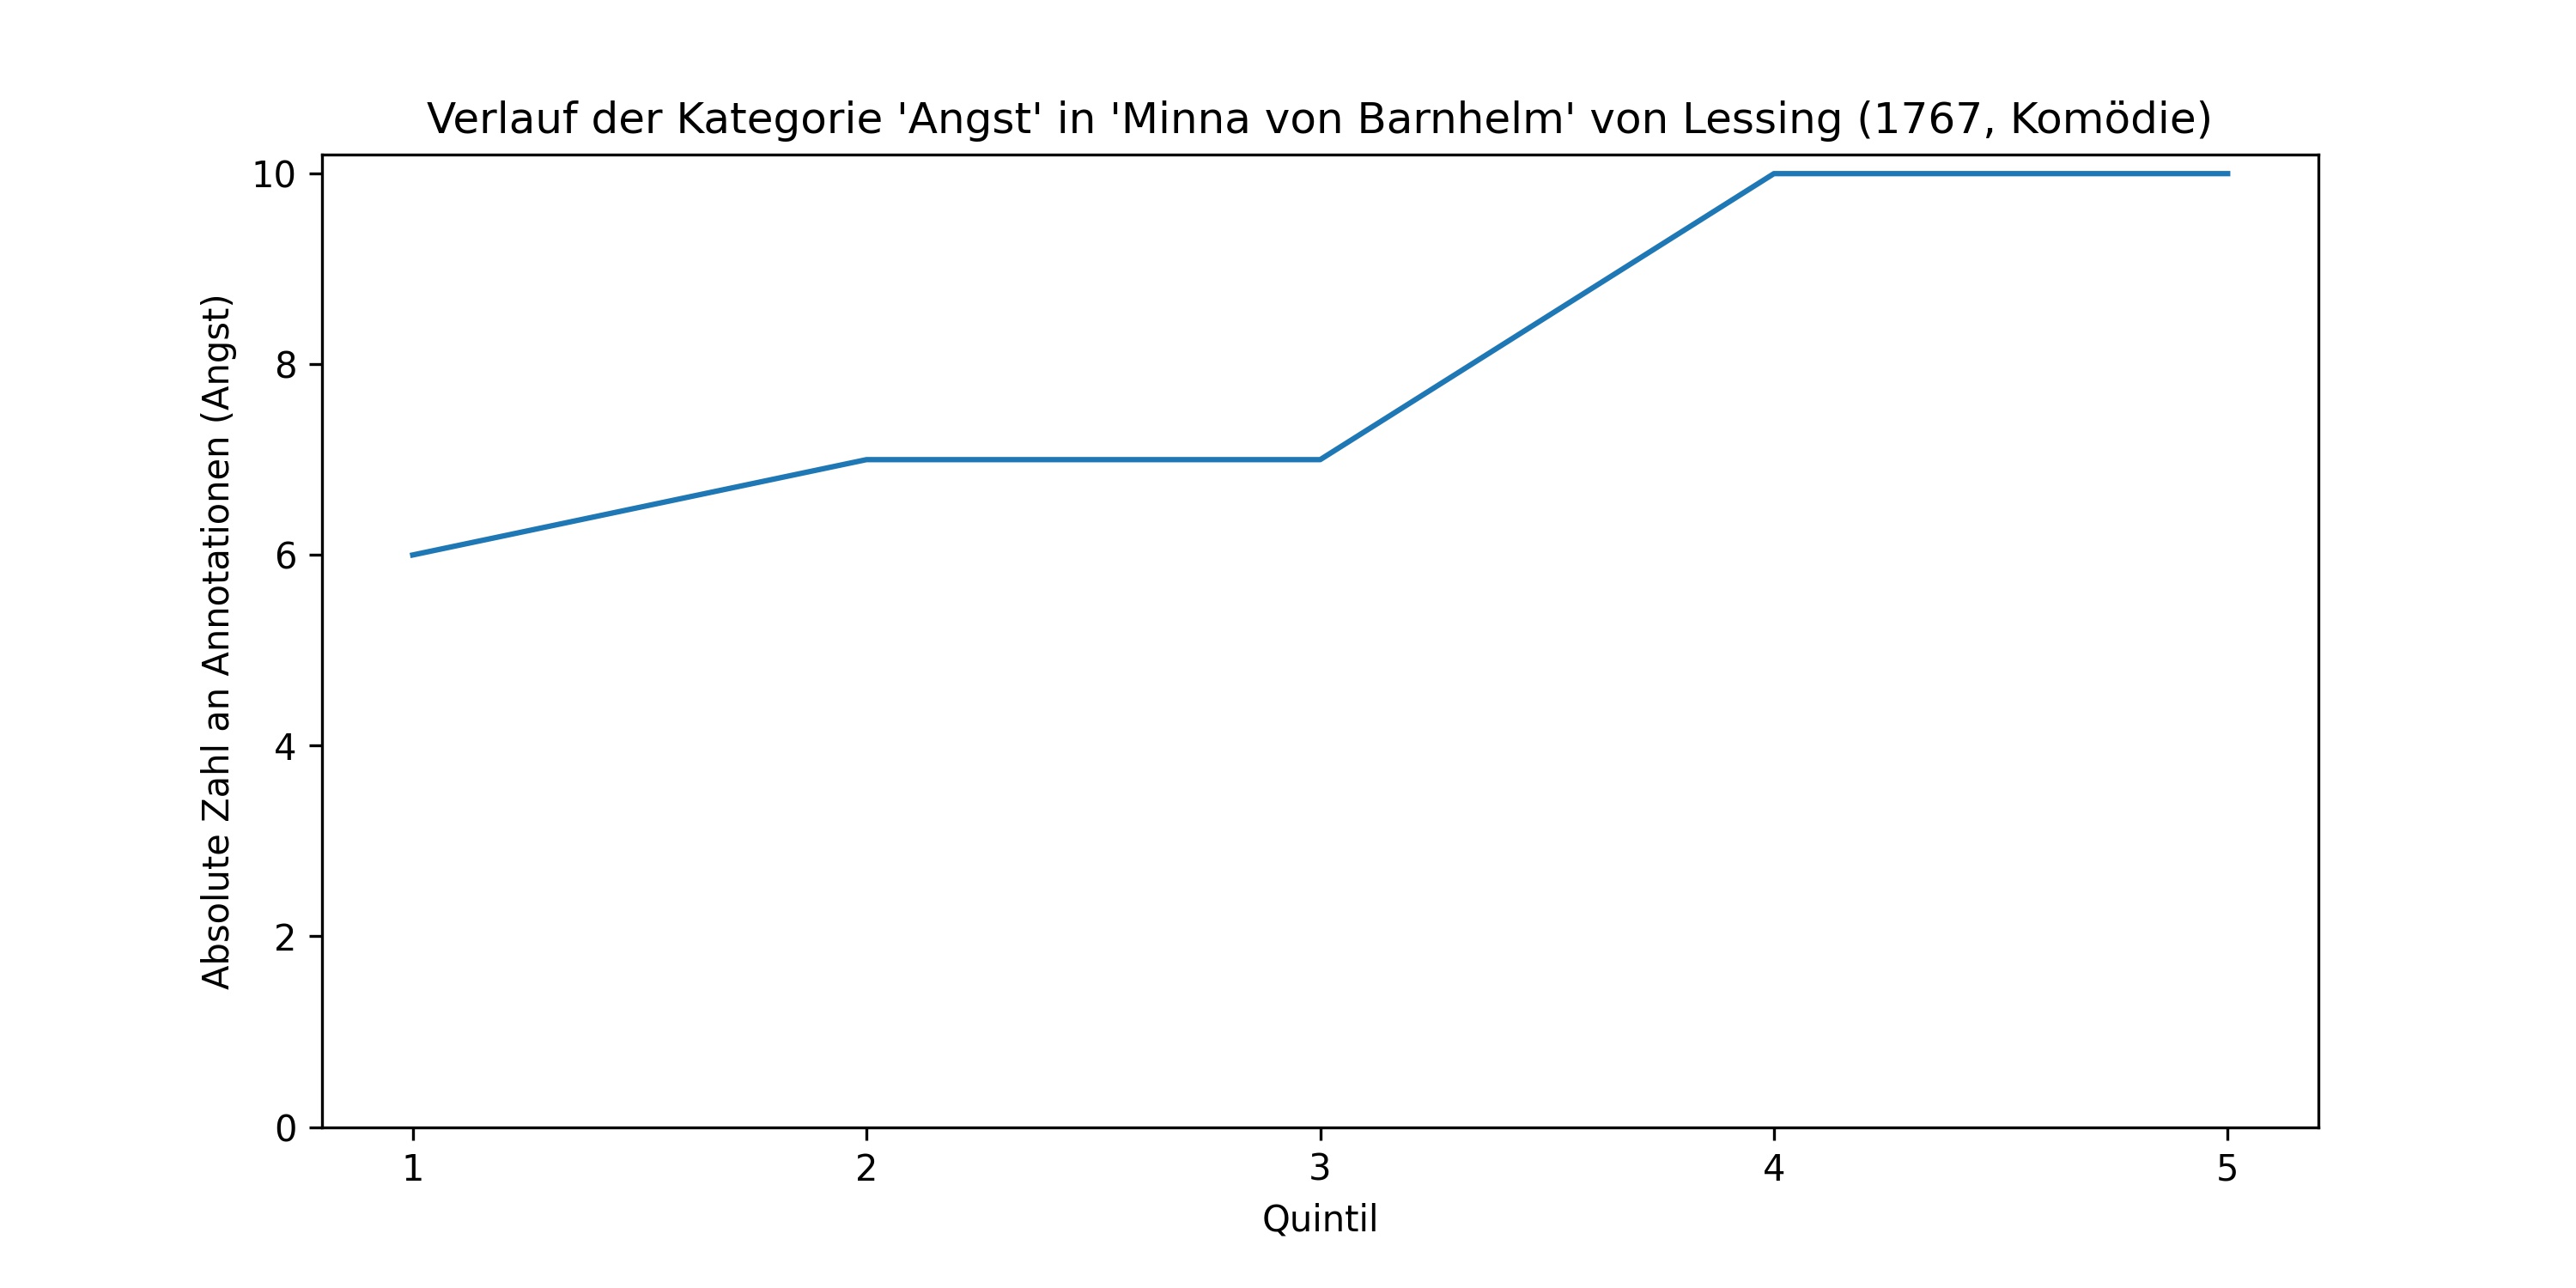 Verlauf der Kategorie 'Angst' in 'Minna von Barnhelm' von Lessing (1767, Komödie)
Absolute Zahl an Annotationen (Angst)
10
8
6
4
2
0
1 2 3 4 5
Quintil